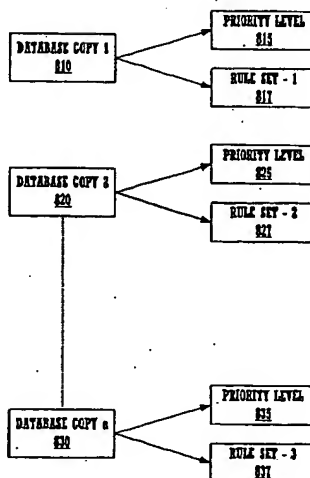 PRIORITY LEVEL
815
DATABASE COPY 1
810
RULE SET - 1
817
PRIORITY LEVEL
825
DATABASE COPY 2
820
RULE SET - 2
827
PRIORITY LEVEL
835
DATABASE COPY n
830
RULE SET - 3
837